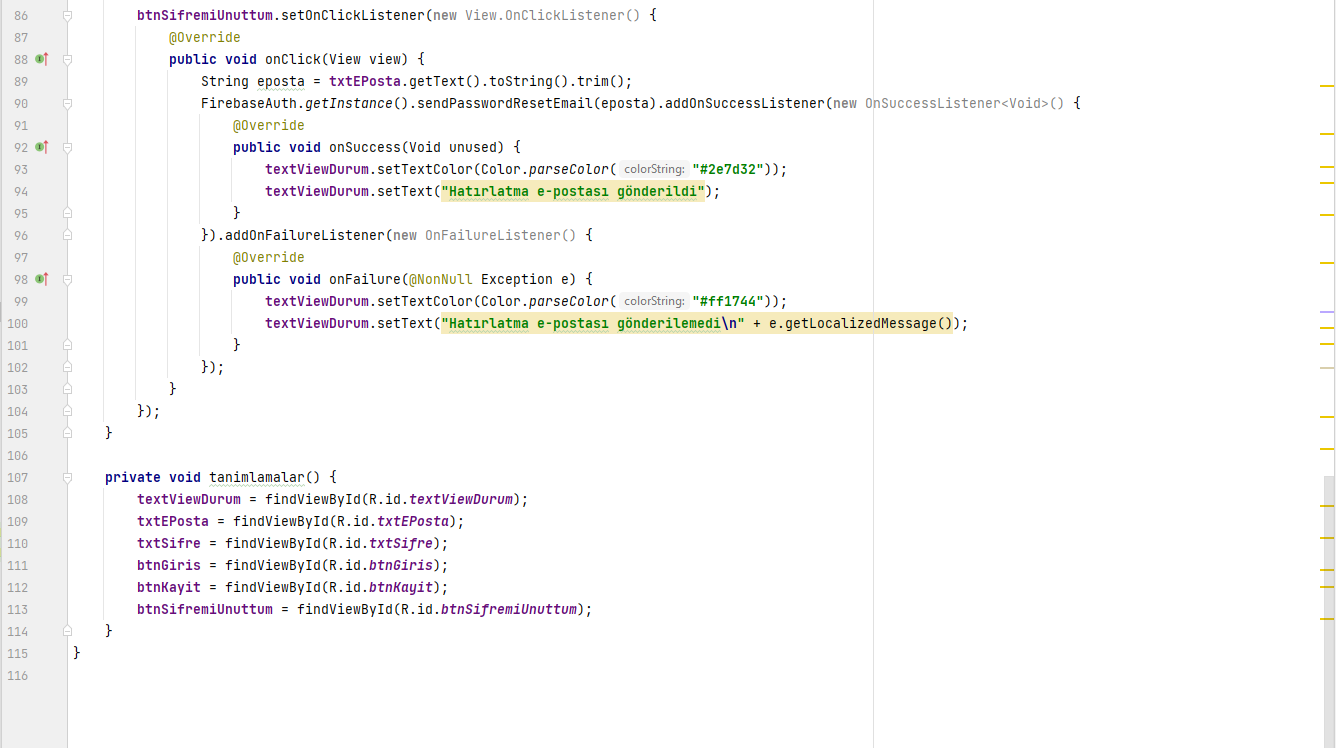 86 btnSifremiUnuttum.setOnClickListener(new View.OnClickListener() {
87 @Override
88 public void onClick(View view) {
89 String eposta = txtEPosta.getText().toString().trim();
90 FirebaseAuth.getInstance().sendPasswordResetEmail(eposta).addOnSuccessListener(new OnSuccessListener<Void>() {
91 @Override
92 public void onSuccess(Void unused) {
93 textViewDurum.setTextColor(Color.parseColor( colorString: "#2e7d32"));
94 textViewDurum.setText("Hatırlatma e-postası gönderildi");
95 }
96 }).addOnFailureListener(new OnFailureListener() {
97 @Override
98 public void onFailure(@NonNull Exception e) {
99 textViewDurum.setTextColor(Color.parseColor( colorString: "#ff1744"));
100 textViewDurum.setText("Hatırlatma e-postası gönderilemedi\n" + e.getLocalizedMessage());
101 }
102 });
103 }
104 });
105 }
106
107 private void tanimlamalar() {
108 textViewDurum = findViewById(R.id.textViewDurum);
109 txtEPosta = findViewById(R.id.txtEPosta);
110 txtSifre = findViewById(R.id.txtSifre);
111 btnGiris = findViewById(R.id.btnGiris);
112 btnKayit = findViewById(R.id.btnKayit);
113 btnSifremiUnuttum = findViewById(R.id.btnSifremiUnuttum);
114 }
115 }
116